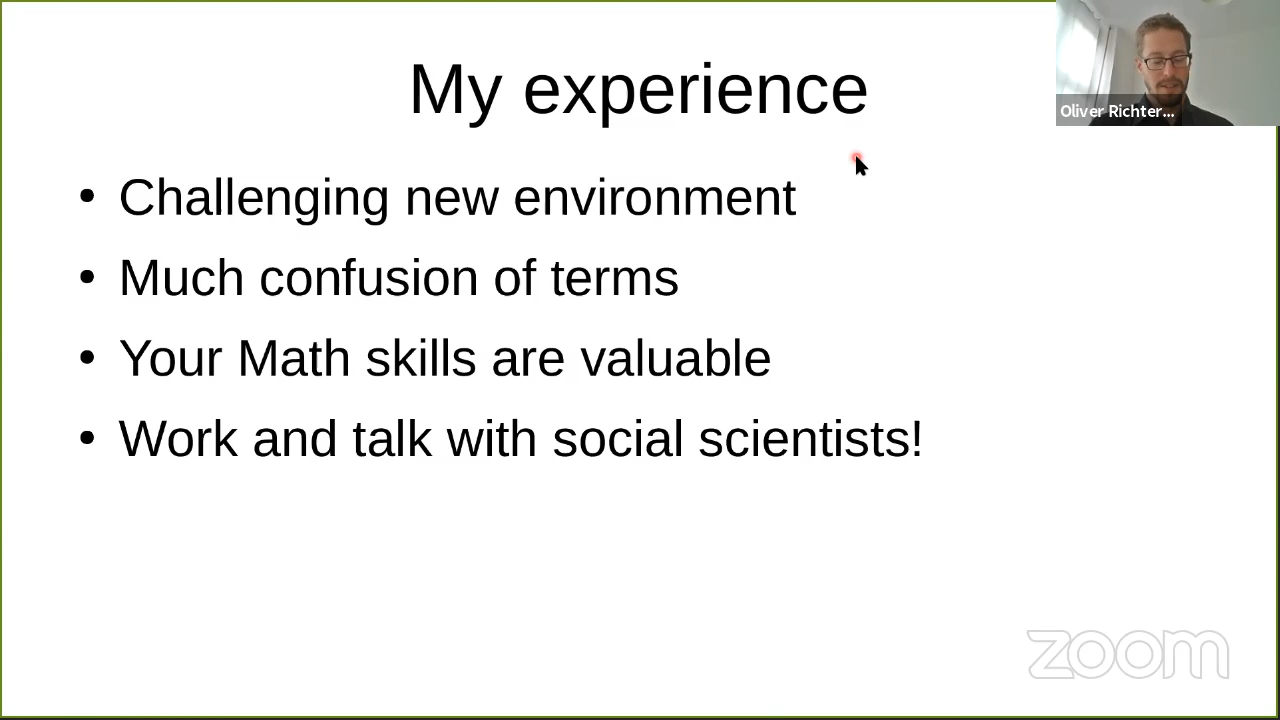 My experience
Oliver Richter...
• Challenging new environment
• Much confusion of terms
• Your Math skills are valuable
• Work and talk with social scientists!
zoom